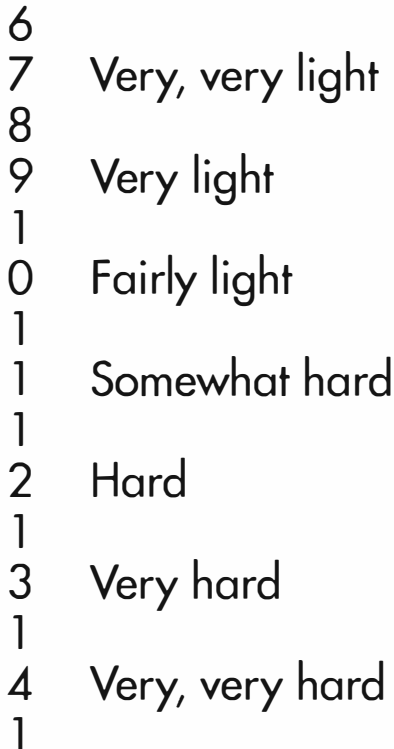 6
7 Very, very light
8
9 Very light
1
0 Fairly light
1
1 Somewhat hard
1
2 Hard
1
3 Very hard
1
4 Very, very hard
1